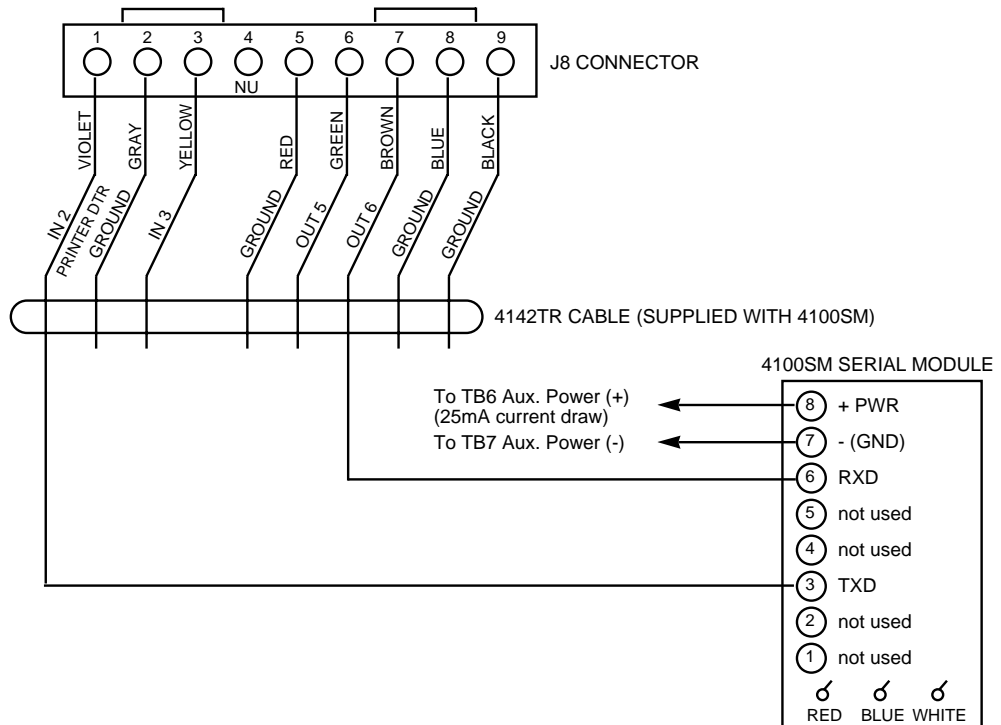 1 2 3 4 5 6 7 8 9
J8 CONNECTOR
NU
VIOLET
GRAY
YELLOW
RED
GREEN
BROWN
BLUE
BLACK
IN 2
PRINTER DTR
GROUND
IN 3
GROUND
OUT 5
OUT 6
GROUND
GROUND
4142TR CABLE (SUPPLIED WITH 4100SM)
4100SM SERIAL MODULE
To TB6 Aux. Power (+)
(25mA current draw)
To TB7 Aux. Power (-)
8 + PWR
7 - (GND)
6 RXD
5 not used
4 not used
3 TXD
2 not used
1 not used
RED BLUE WHITE